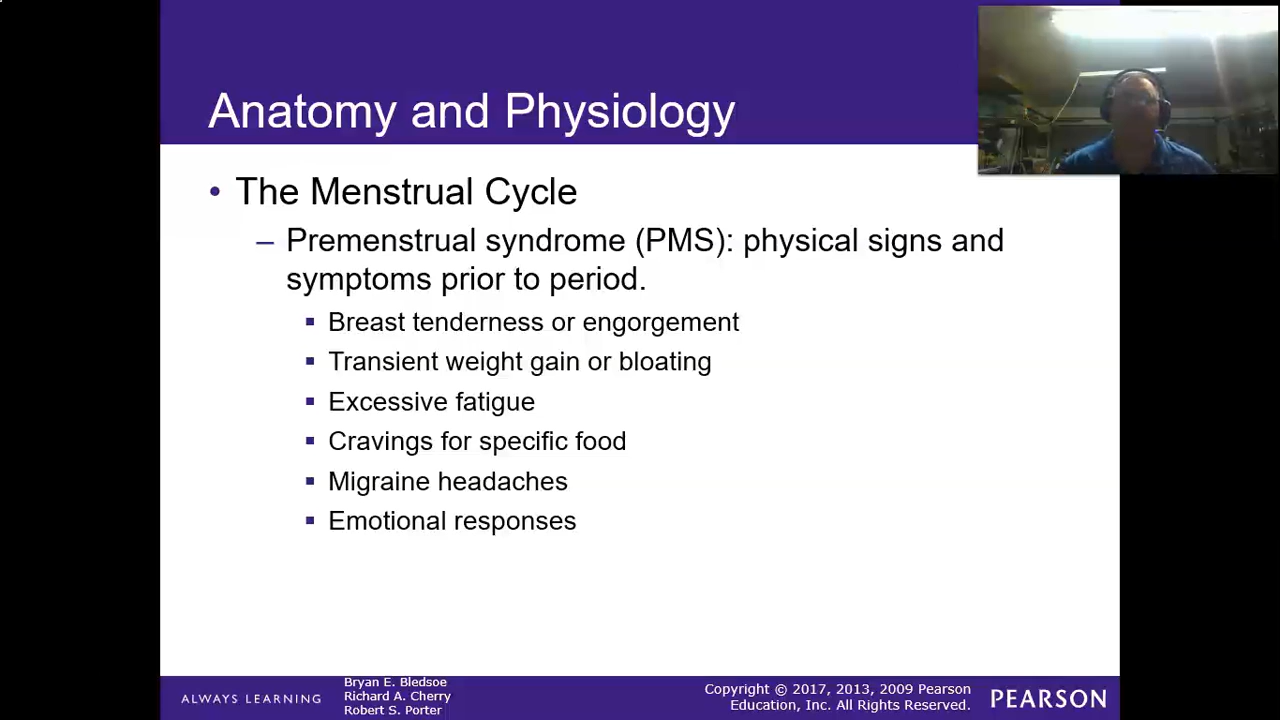 Anatomy and Physiology
• The Menstrual Cycle
– Premenstrual syndrome (PMS): physical signs and
symptoms prior to period.
▪ Breast tenderness or engorgement
▪ Transient weight gain or bloating
▪ Excessive fatigue
▪ Cravings for specific food
▪ Migraine headaches
▪ Emotional responses
ALWAYS LEARNING
Bryan E. Bledsoe
Richard A. Cherry
Robert S. Porter
Copyright © 2017, 2013, 2009 Pearson
Education, Inc. All Rights Reserved.
PEARSON